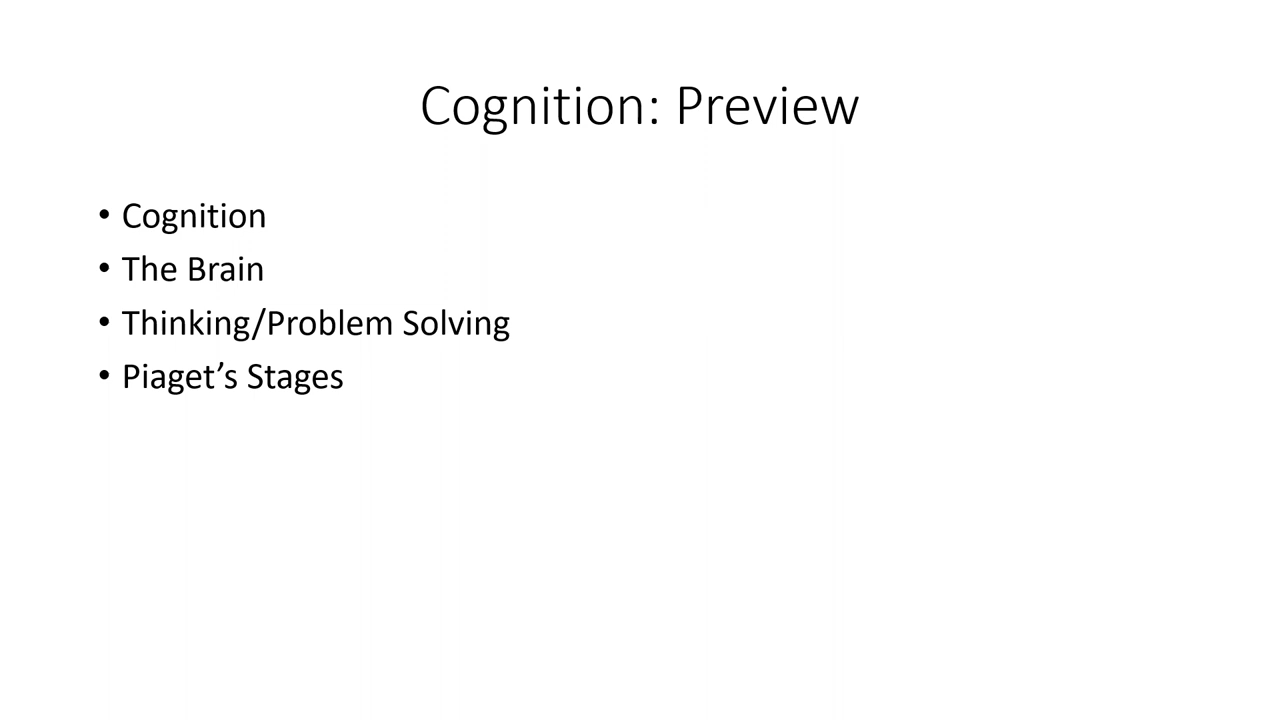 Cognition: Preview
• Cognition
• The Brain
• Thinking/Problem Solving
• Piaget’s Stages